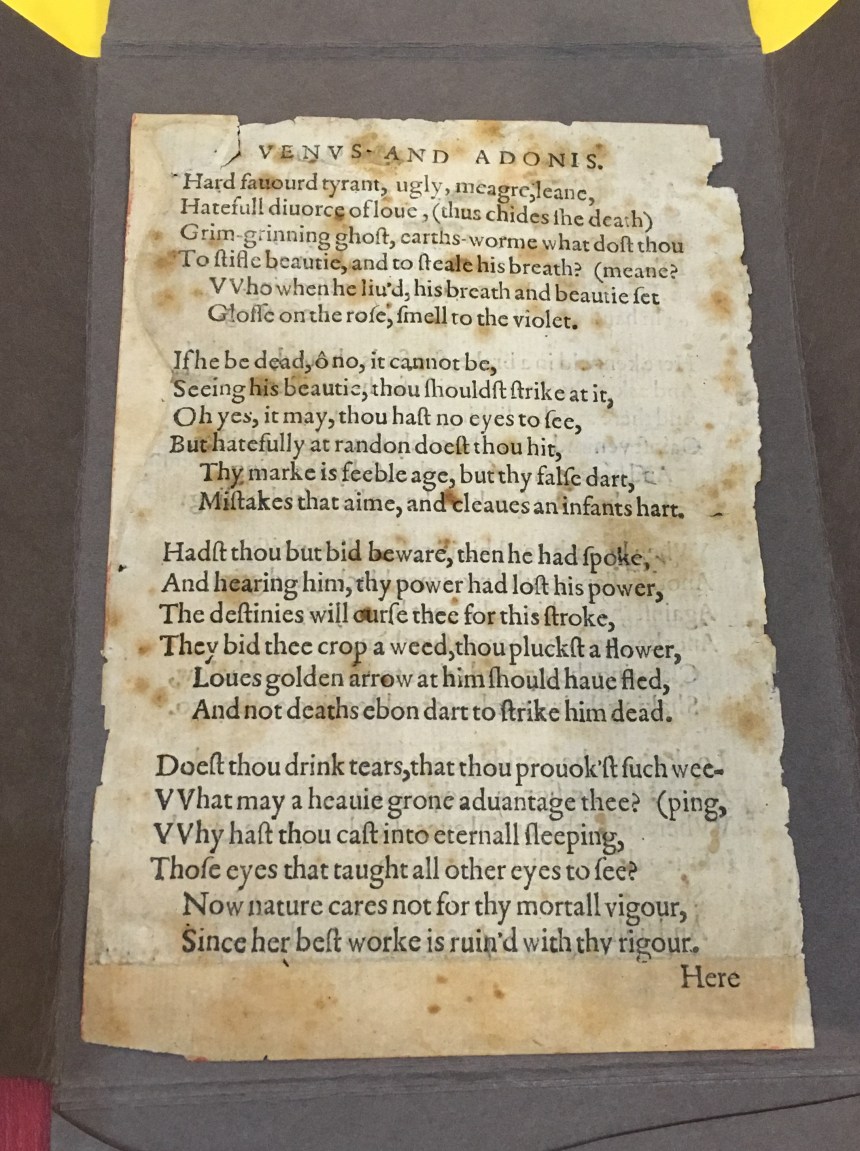 VENVS AND ADONIS.
Hard fauourd tyrant, ugly, meagre, leane,
Hatefull diuorce of loue, (thus chides ſhe death)
Grim-grinning ghoſt, earths-worme what doſt thou
To ſtifle beautie, and to ſteale his breath? (meane?
VVho when he liu'd, his breath and beautie ſet
Gloſſe on the roſe, ſmell to the violet.
If he be dead, ô no, it cannot be,
Seeing his beautie, thou ſhouldſt ſtrike at it,
Oh yes, it may, thou haſt no eyes to ſee,
But hatefully at randon doeſt thou hit,
Thy marke is feeble age, but thy falſe dart,
Miſtakes that aime, and cleaues an infants hart.
Hadſt thou but bid beware, then he had ſpoke,
And hearing him, thy power had loſt his power,
The deſtinies will curſe thee for this ſtroke,
They bid thee crop a weed, thou pluckſt a flower,
Loues golden arrow at him ſhould haue fled,
And not deaths ebon dart to ſtrike him dead.
Doeſt thou drink tears, that thou prouok'ſt ſuch wee-
VVhat may a heauie grone aduantage thee? (ping,
VVhy haſt thou caſt into eternall ſleeping,
Thoſe eyes that taught all other eyes to ſee?
Now nature cares not for thy mortall vigour,
Since her beſt worke is ruin'd with thy rigour.
Here